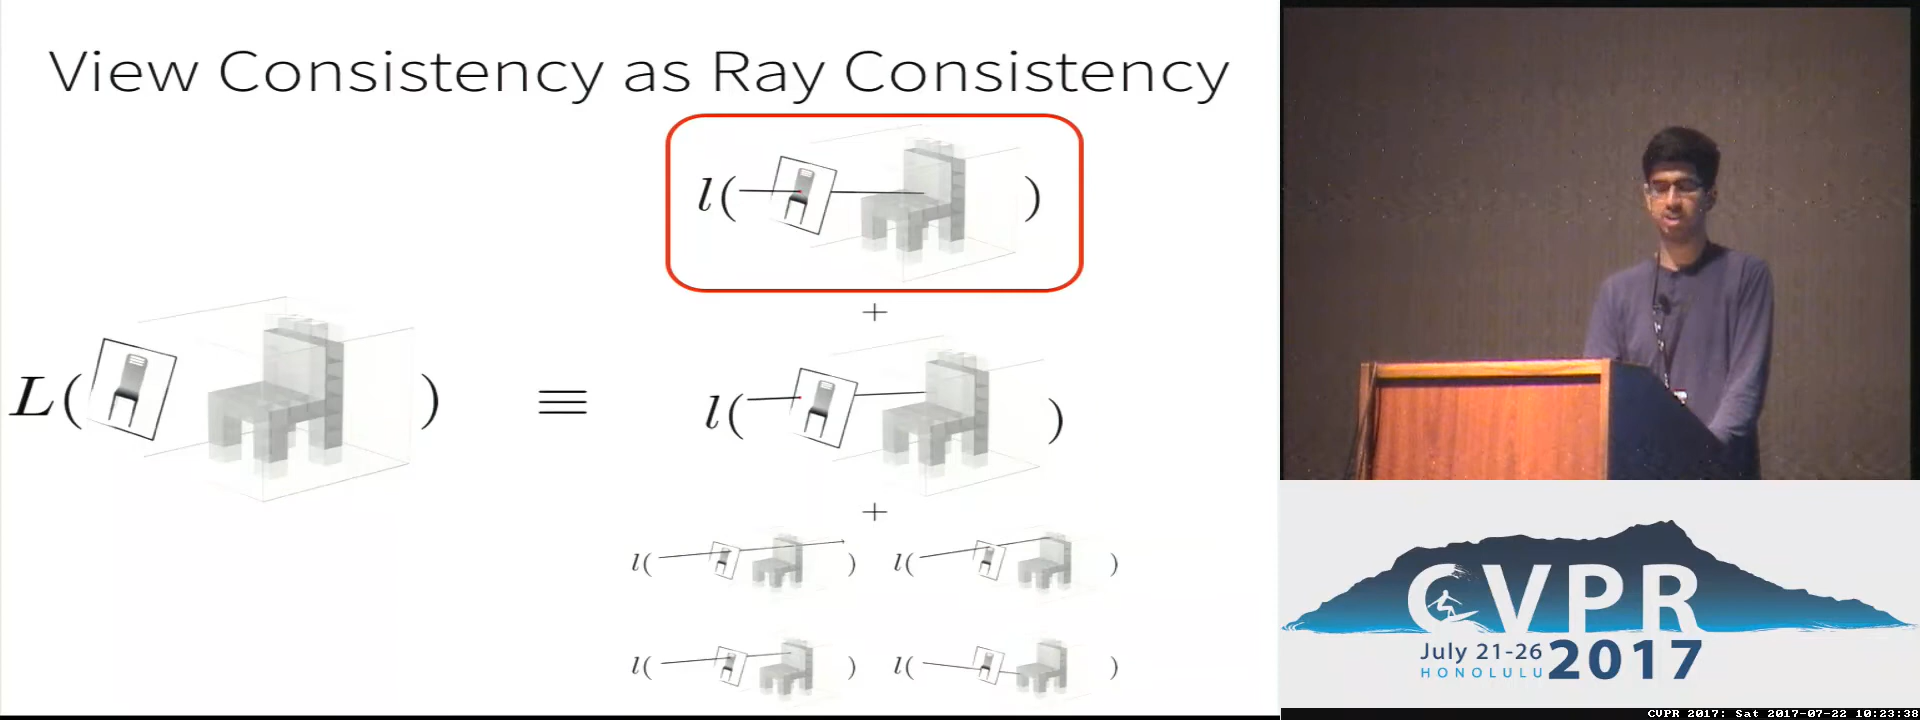 View Consistency as Ray Consistency
l( )
+
L( ) ≡ l( )
+
l( ) l( )
l( ) l( )
CVPR
July 21-26
HONOLULU
2017
CVPR 2017: Sat 2017-07-22 10:23:38